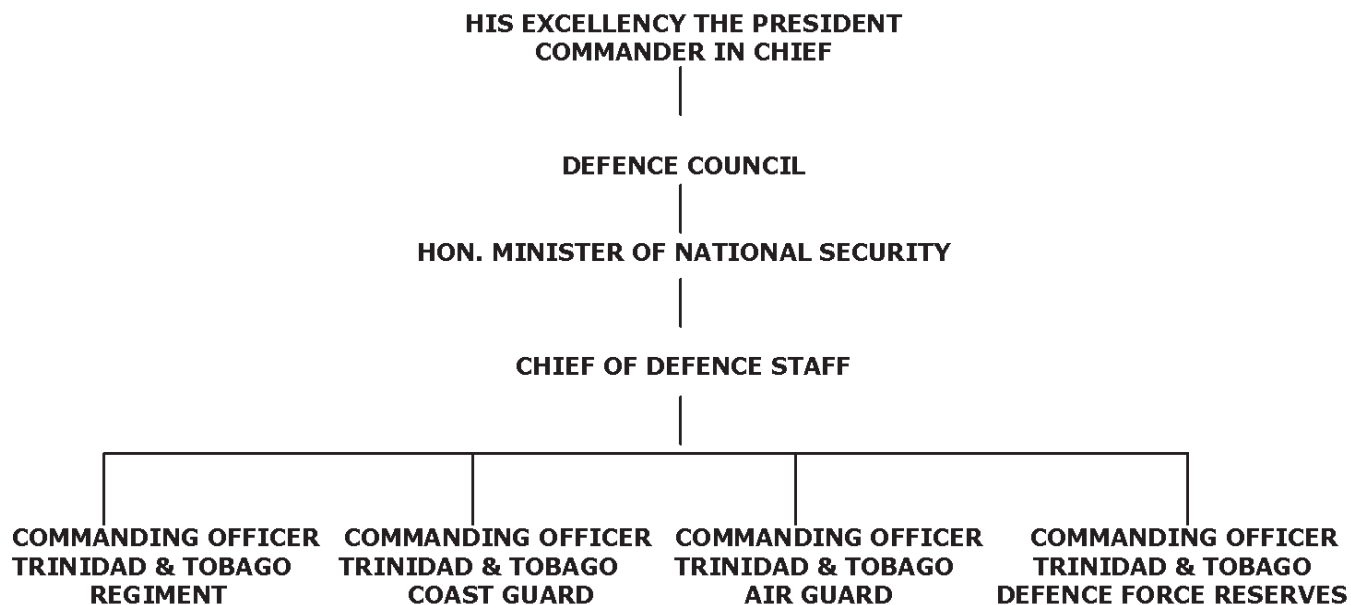 HIS EXCELLENCY THE PRESIDENT
COMMANDER IN CHIEF
DEFENCE COUNCIL
HON. MINISTER OF NATIONAL SECURITY
CHIEF OF DEFENCE STAFF
COMMANDING OFFICER
TRINIDAD & TOBAGO
REGIMENT
COMMANDING OFFICER
TRINIDAD & TOBAGO
COAST GUARD
COMMANDING OFFICER
TRINIDAD & TOBAGO
AIR GUARD
COMMANDING OFFICER
TRINIDAD & TOBAGO
DEFENCE FORCE RESERVES